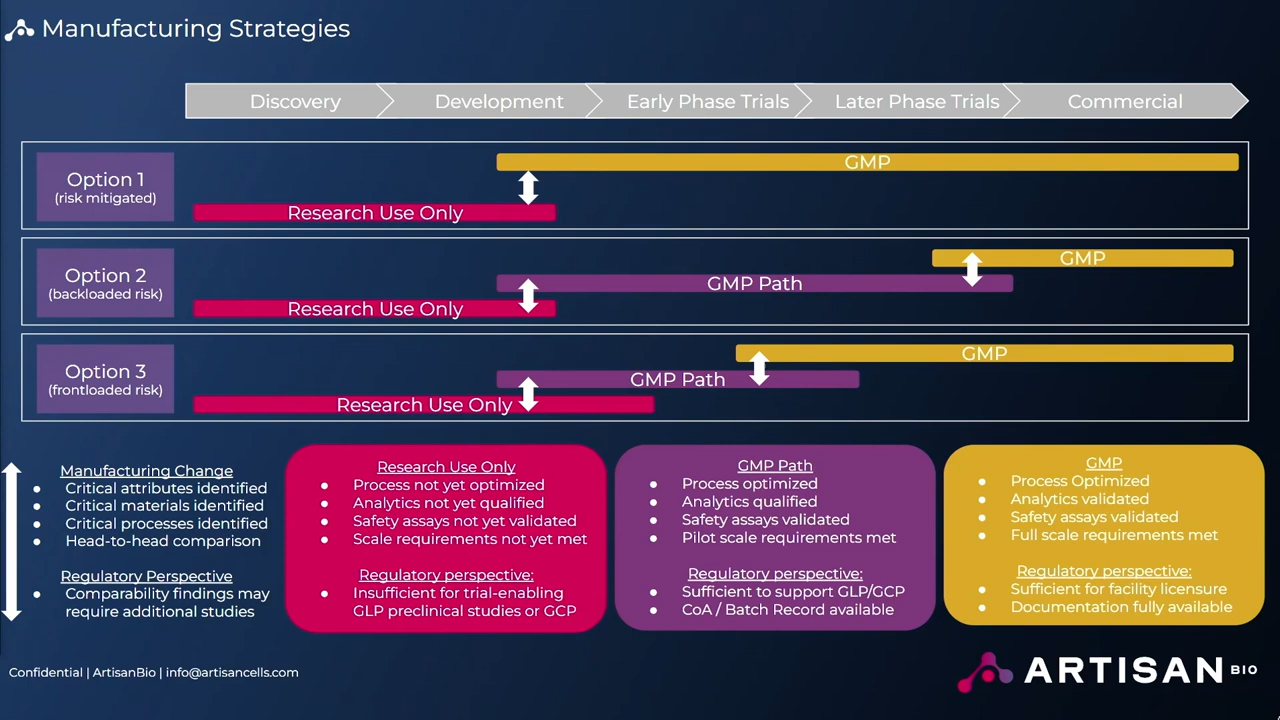 Manufacturing Strategies
Discovery
Development
Early Phase Trials
Later Phase Trials
Commercial
Option 1
(risk mitigated)
GMP
Research Use Only
Option 2
(backloaded risk)
GMP
GMP Path
Research Use Only
Option 3
(frontloaded risk)
GMP
GMP Path
Research Use Only
Manufacturing Change
● Critical attributes identified
● Critical materials identified
● Critical processes identified
● Head-to-head comparison
Regulatory Perspective
● Comparability findings may
require additional studies
Research Use Only
● Process not yet optimized
● Analytics not yet qualified
● Safety assays not yet validated
● Scale requirements not yet met
Regulatory perspective:
● Insufficient for trial-enabling
GLP preclinical studies or GCP
GMP Path
● Process optimized
● Analytics qualified
● Safety assays validated
● Pilot scale requirements met
Regulatory perspective:
● Sufficient to support GLP/GCP
● CoA / Batch Record available
GMP
● Process Optimized
● Analytics validated
● Safety assays validated
● Full scale requirements met
Regulatory perspective:
● Sufficient for facility licensure
● Documentation fully available
Confidential | ArtisanBio | info@artisancells.com
ARTISAN BIO